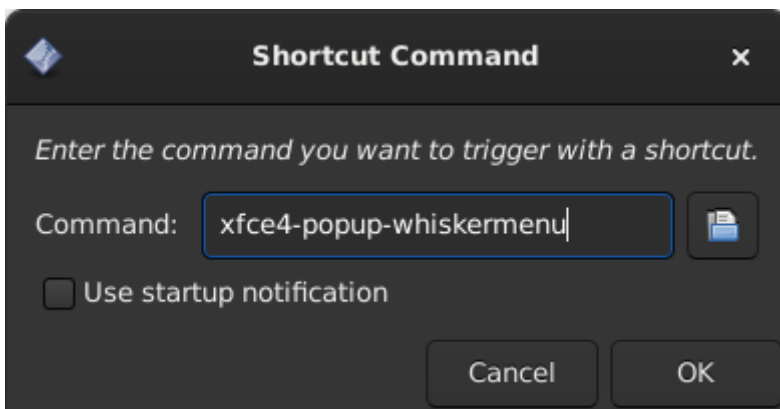 Shortcut Command
Enter the command you want to trigger with a shortcut.
Command: xfce4-popup-whiskermenu
Use startup notification
Cancel OK